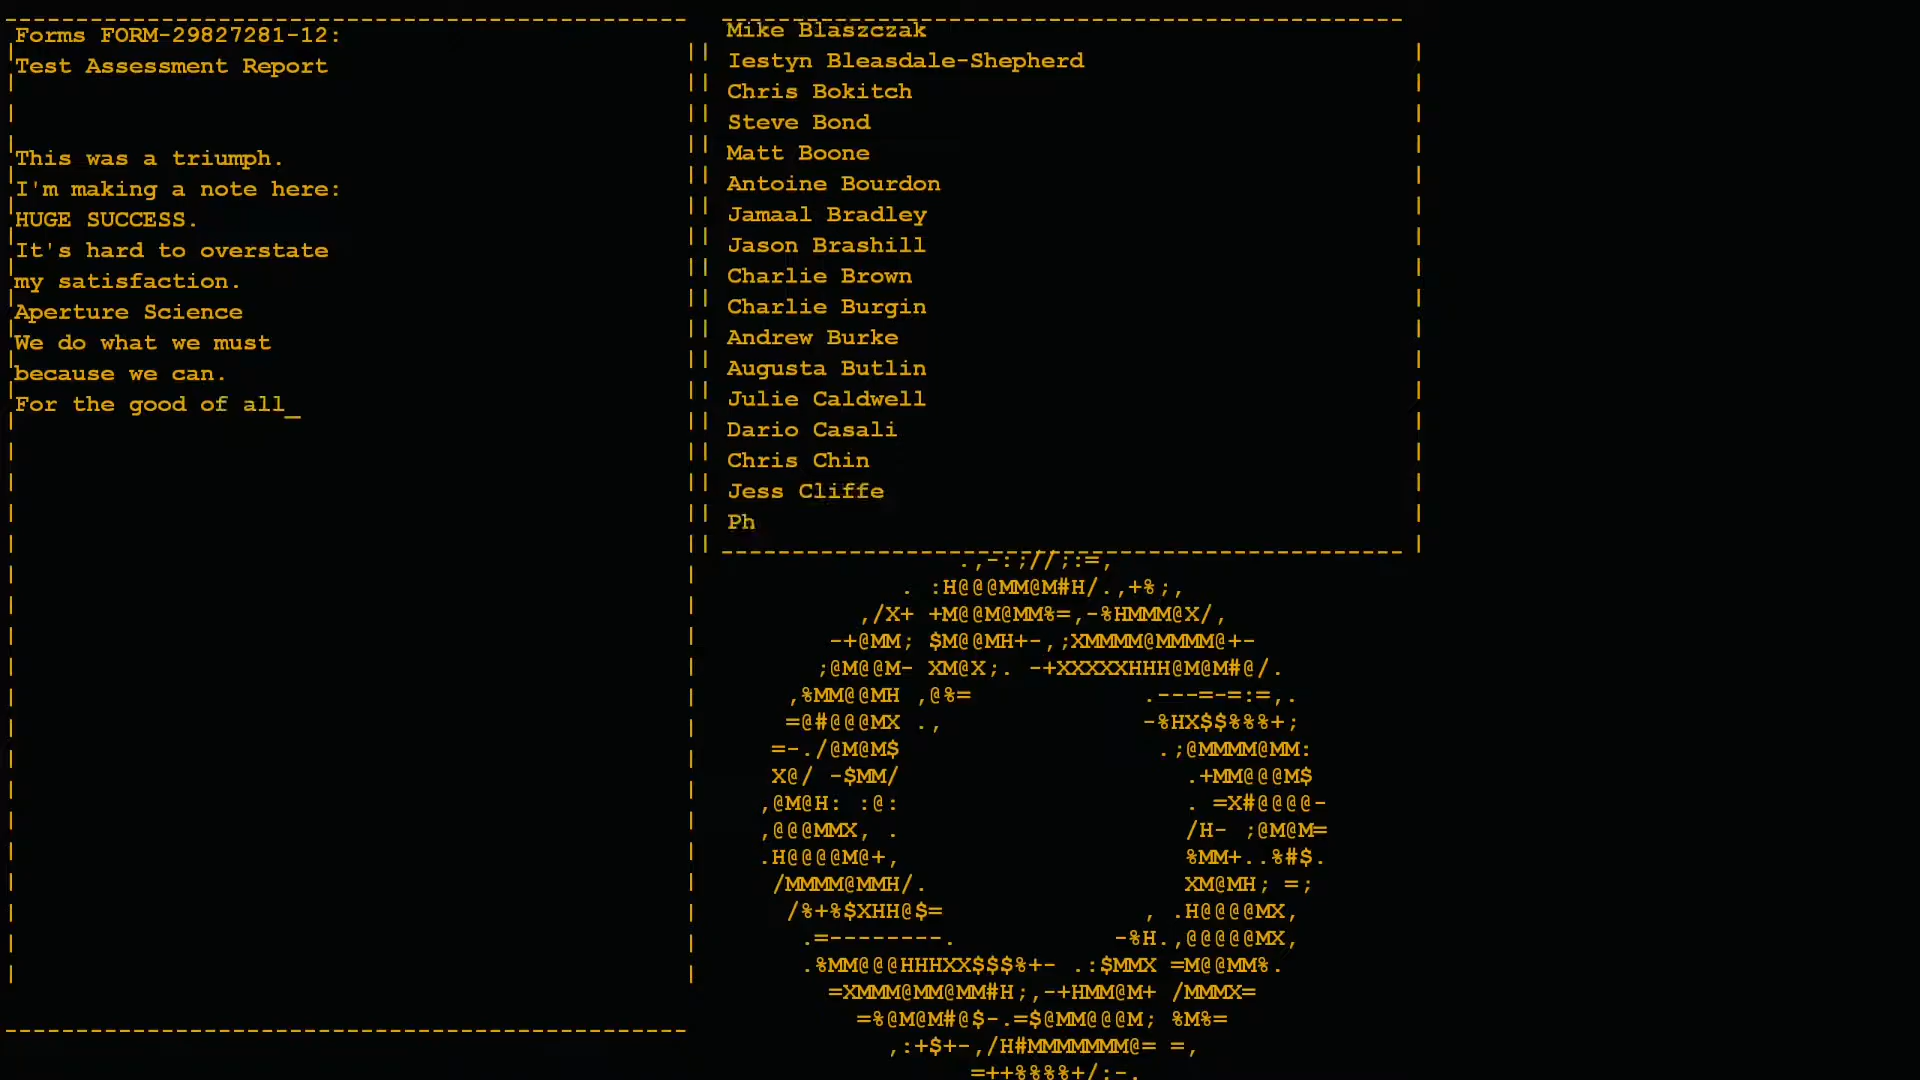 Forms FORM-29827281-12:
Test Assessment Report
This was a triumph.
I'm making a note here:
HUGE SUCCESS.
It's hard to overstate
my satisfaction.
Aperture Science
We do what we must
because we can.
For the good of all_
Mike Blaszczak
Iestyn Bleasdale-Shepherd
Chris Bokitch
Steve Bond
Matt Boone
Antoine Bourdon
Jamaal Bradley
Jason Brashill
Charlie Brown
Charlie Burgin
Andrew Burke
Augusta Butlin
Julie Caldwell
Dario Casali
Chris Chin
Jess Cliffe
Ph